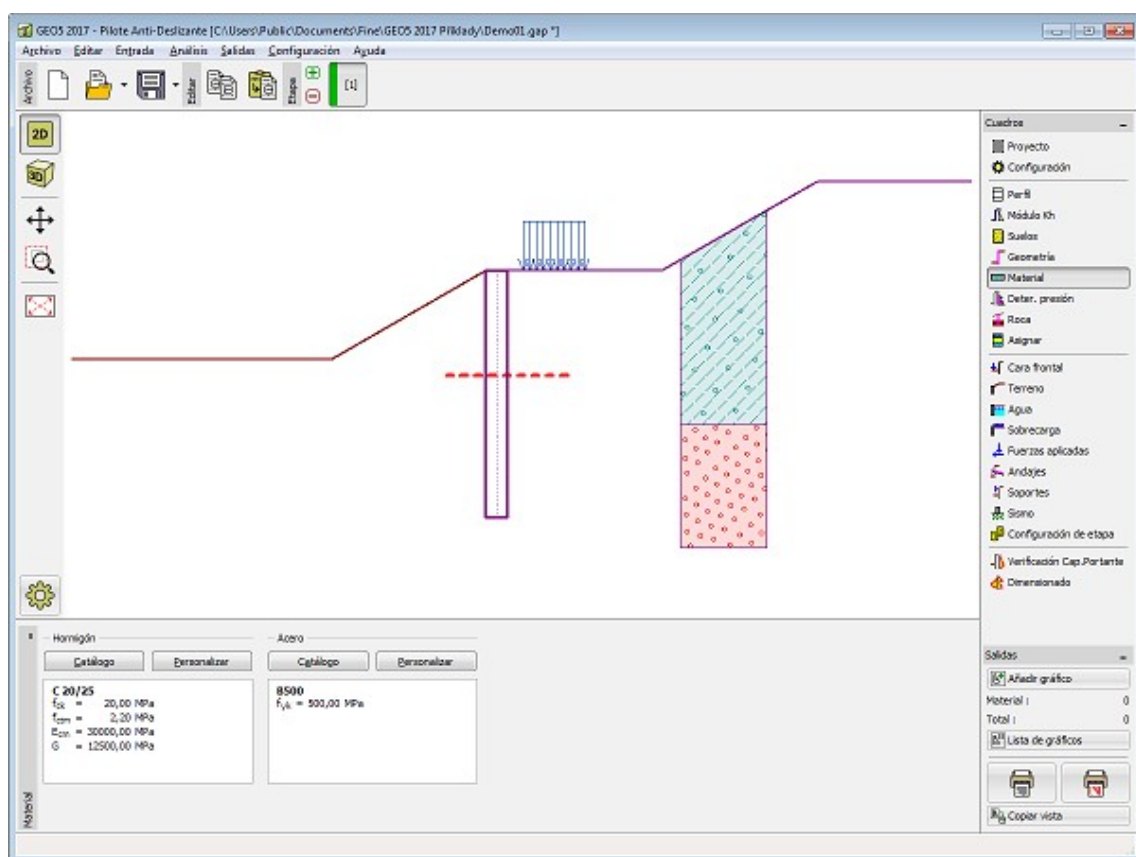 GEO5 2017 - Pilote Anti-Deslizante [C:\Users\Public\Documents\Fine\GEO5 2017 Příklady\Demo01.gap *]
Archivo Editar Entrada Análisis Salidas Configuración Ayuda
Archivo
Editar
Etapa
[1]
2D
3D
Cuadros
Proyecto
Configuración
Perfil
Módulo Kh
Suelos
Geometría
Material
Deter. presión
Roca
Asignar
Cara frontal
Terreno
Agua
Sobrecarga
Fuerzas aplicadas
Anclajes
Soportes
Sismo
Configuración de etapa
Verificación Cap.Portante
Dimensionado
Material
Hormigón
Catálogo Personalizar
C 20/25
fck = 20,00 MPa
fctm = 2,20 MPa
Ecm = 30000,00 MPa
G = 12500,00 MPa
Acero
Catálogo Personalizar
B500
fyk = 500,00 MPa
Salidas
Añadir gráfico
Material : 0
Total : 0
Lista de gráficos
Copiar vista